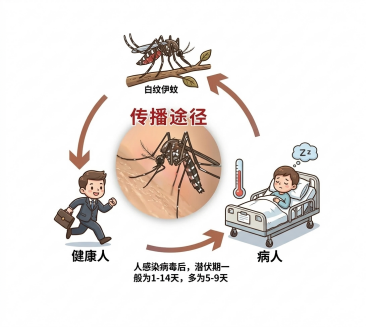 白纹伊蚊
传播途径
健康人
Zz
病人
人感染病毒后，潜伏期一
般为1-14天，多为5-9天